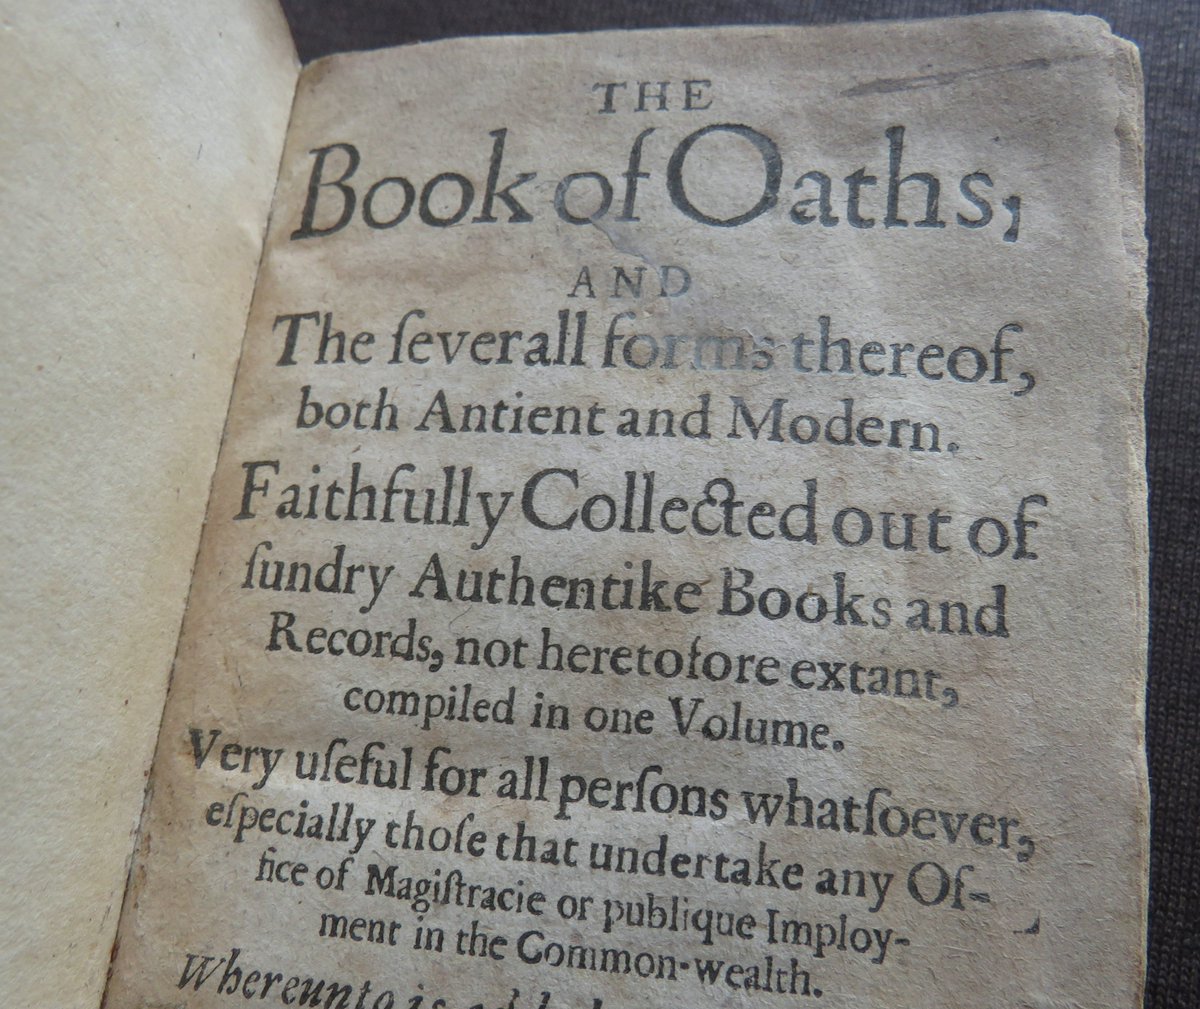 THE
Book of Oaths;
AND
The ſeverall forms thereof,
both Antient and Modern.
Faithfully Collected out of
ſundry Authentike Books and
Records, not heretofore extant,
compiled in one Volume.
Very uſeful for all perſons whatſoever,
eſpecially thoſe that undertake any Of-
fice of Magiſtracie or publique Imploy-
ment in the Common-wealth.
Whereunto is